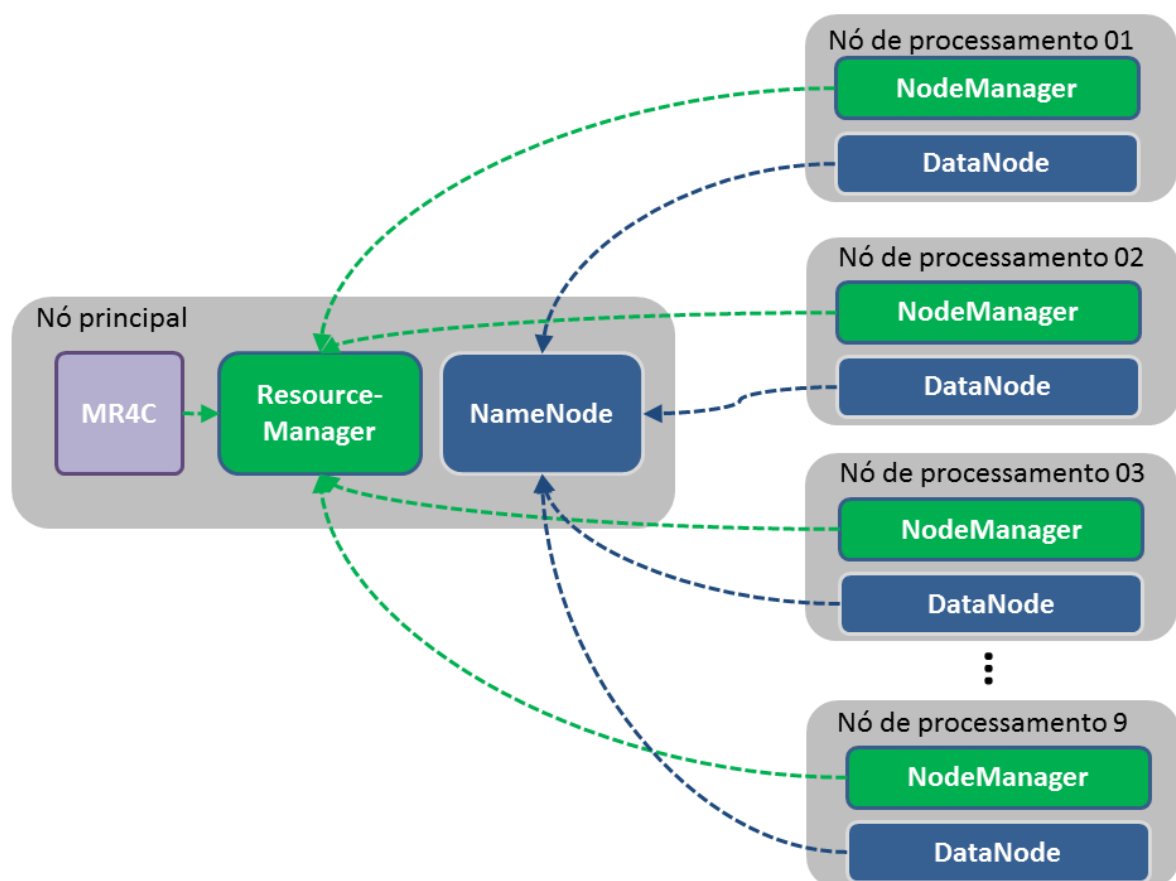 Nó de processamento 01
NodeManager
DataNode
Nó de processamento 02
NodeManager
DataNode
Nó principal
MR4C
Resource-
Manager
NameNode
Nó de processamento 03
NodeManager
DataNode
Nó de processamento 9
NodeManager
DataNode